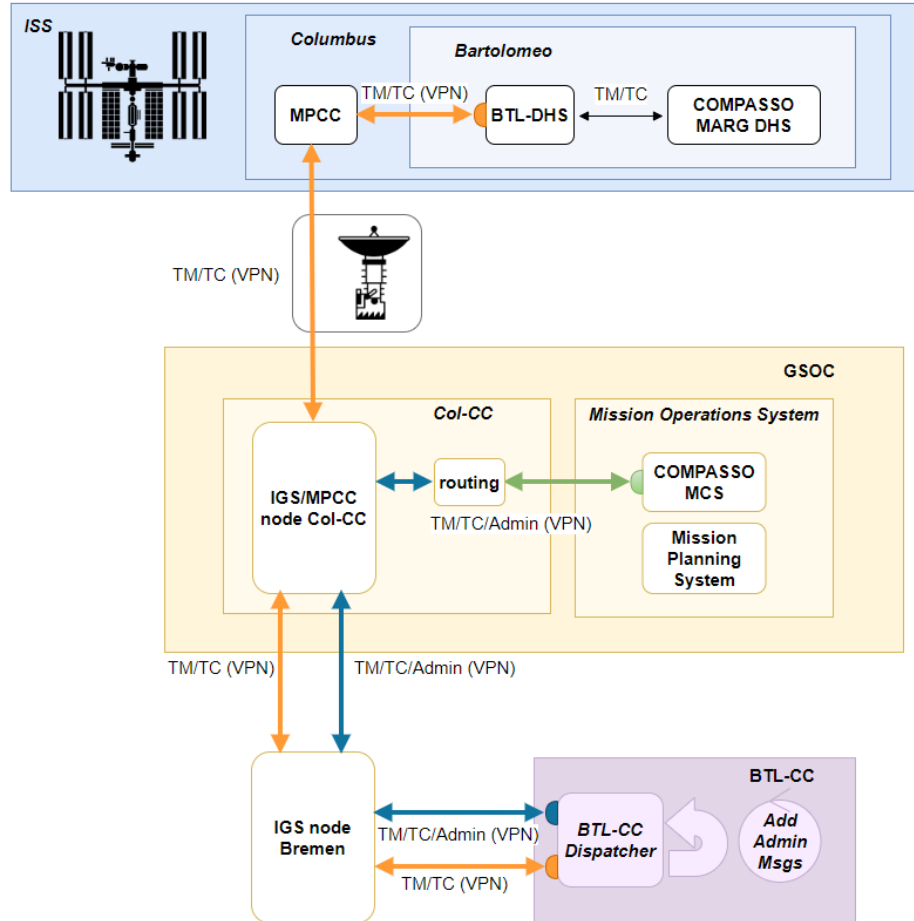 ISS
Columbus
Bartolomeo
TM/TC (VPN)
TM/TC
MPCC
BTL-DHS
COMPASSO
MARG DHS
TM/TC (VPN)
GSOC
Col-CC
Mission Operations System
IGS/MPCC
node Col-CC
routing
COMPASSO
MCS
TM/TC/Admin (VPN)
Mission
Planning
System
TM/TC (VPN)
TM/TC/Admin (VPN)
BTL-CC
IGS node
Bremen
TM/TC/Admin (VPN)
BTL-CC
Dispatcher
Add
Admin
Msgs
TM/TC (VPN)